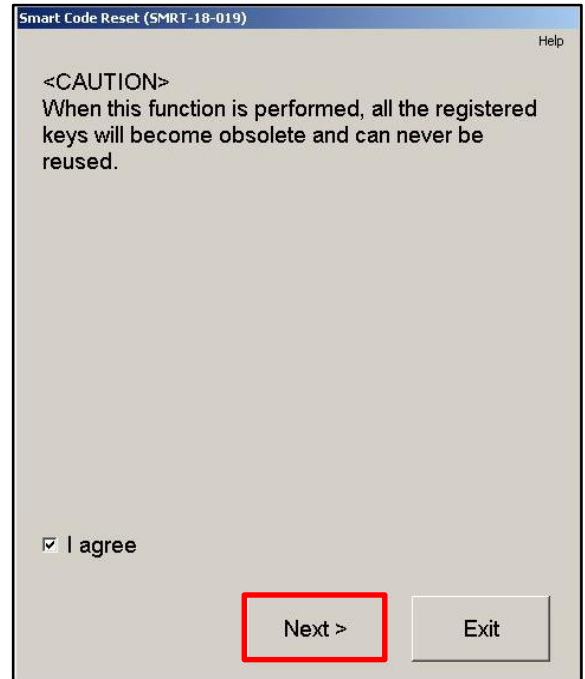 Smart Code Reset (SMRT-18-019)
Help
<CAUTION>
When this function is performed, all the registered
keys will become obsolete and can never be
reused.
I agree
Next >
Exit